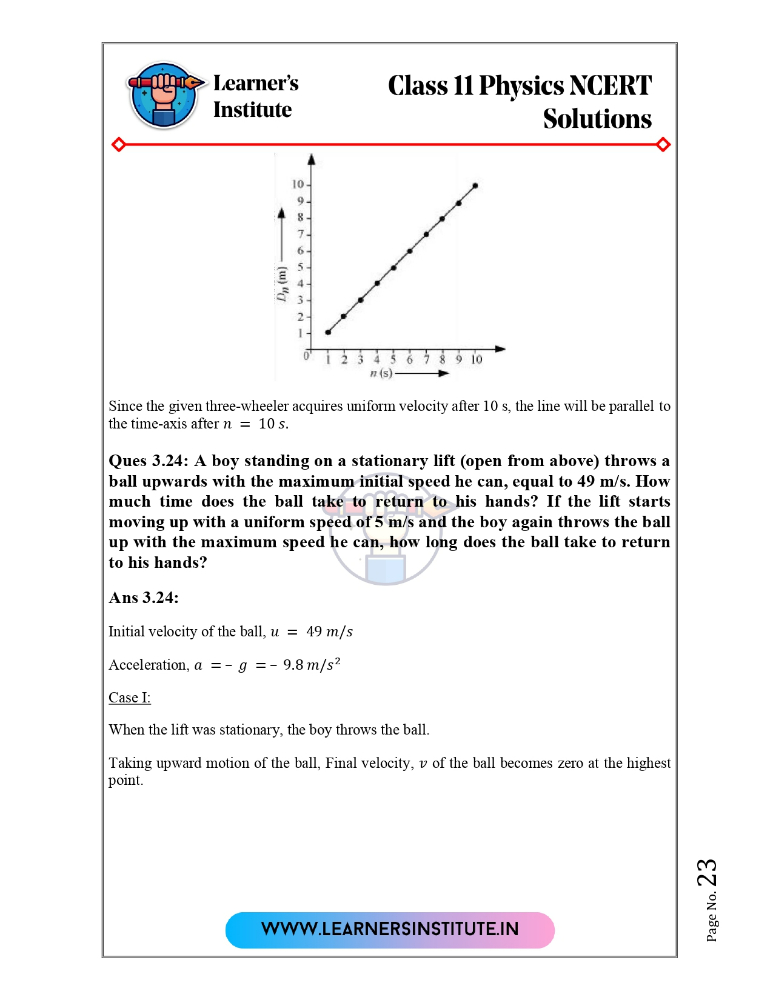 Learner's
Institute
Class 11 Physics NCERT
Solutions
10
9
8
7
6
5
4
3
2
1
Dn (m)
0 1 2 3 4 5 6 7 8 9 10
n (s)
Since the given three-wheeler acquires uniform velocity after 10 s, the line will be parallel to
the time-axis after n = 10 s.
Ques 3.24: A boy standing on a stationary lift (open from above) throws a
ball upwards with the maximum initial speed he can, equal to 49 m/s. How
much time does the ball take to return to his hands? If the lift starts
moving up with a uniform speed of 5 m/s and the boy again throws the ball
up with the maximum speed he can, how long does the ball take to return
to his hands?
Ans 3.24:
Initial velocity of the ball, u = 49 m/s
Acceleration, a = – g = – 9.8 m/s²
Case I:
When the lift was stationary, the boy throws the ball.
Taking upward motion of the ball, Final velocity, v of the ball becomes zero at the highest
point.
Page No. 23
WWW.LEARNERSINSTITUTE.IN